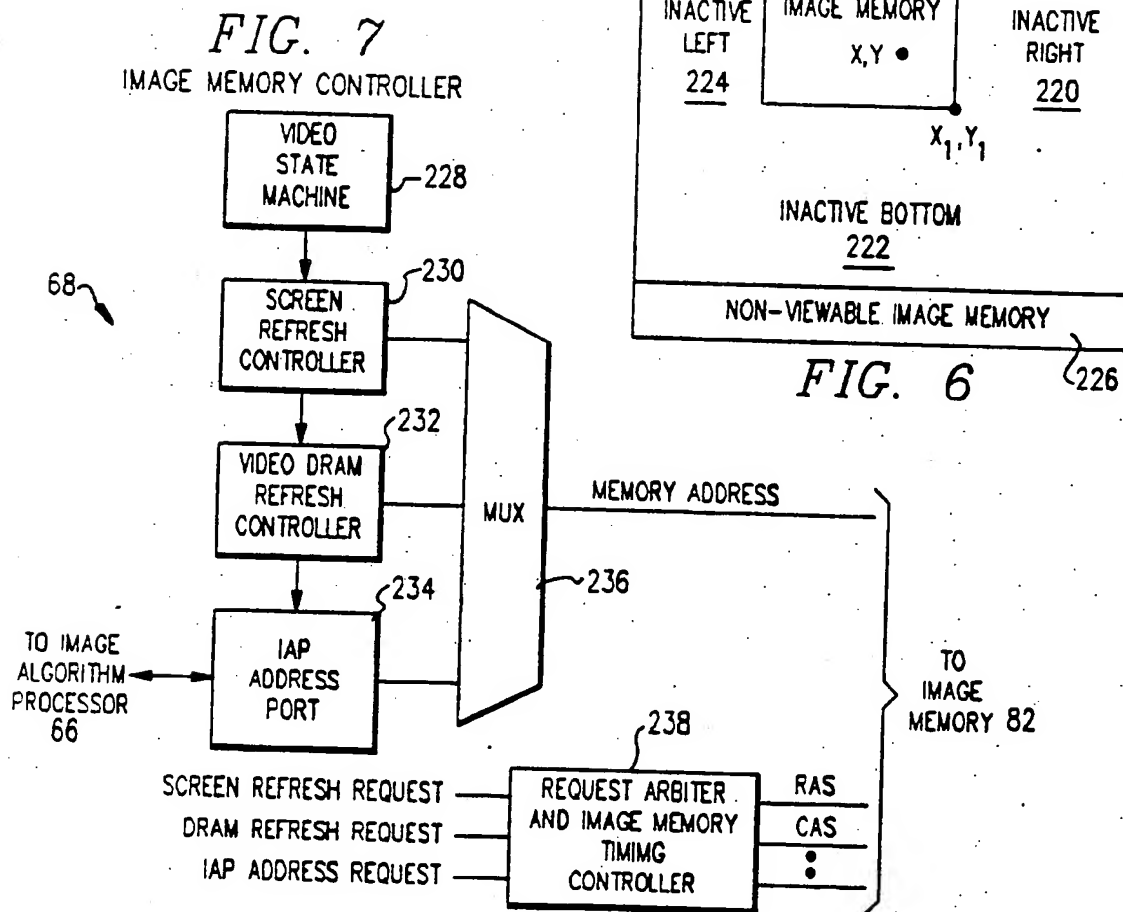 FIG. 7
IMAGE MEMORY CONTROLLER
VIDEO
STATE
MACHINE
228
68
230
SCREEN
REFRESH
CONTROLLER
232
VIDEO DRAM
REFRESH
CONTROLLER
234
IAP
ADDRESS
PORT
TO IMAGE
ALGORITHM
PROCESSOR
66
MUX
236
MEMORY ADDRESS
TO
IMAGE
MEMORY 82
238
SCREEN REFRESH REQUEST
DRAM REFRESH REQUEST
IAP ADDRESS REQUEST
REQUEST ARBITER
AND IMAGE MEMORY
TIMIMG
CONTROLLER
RAS
CAS
INACTIVE
LEFT
224
IMAGE MEMORY
X,Y
INACTIVE
RIGHT
220
X1,Y1
INACTIVE BOTTOM
222
NON-VIEWABLE IMAGE MEMORY
226
FIG. 6